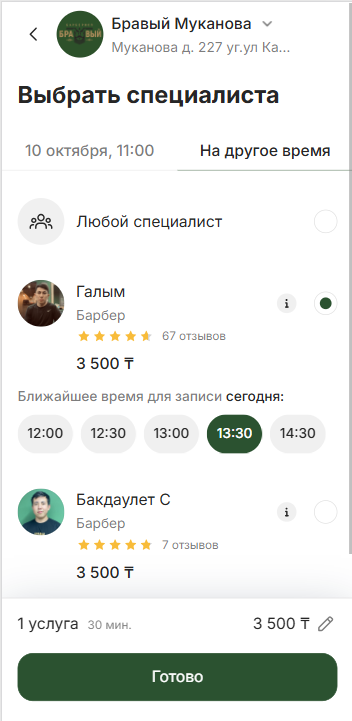 БРАВЫЙ
Бравый Муканова
Муканова д. 227 уг.ул Ка...
Выбрать специалиста
10 октября, 11:00
На другое время
Любой специалист
Галым
Барбер
67 отзывов
3 500 ₸
Ближайшее время для записи сегодня:
12:00 12:30 13:00 13:30 14:30
Бакдаулет С
Барбер
7 отзывов
3 500 ₸
1 услуга 30 мин. 3 500 ₸
Готово